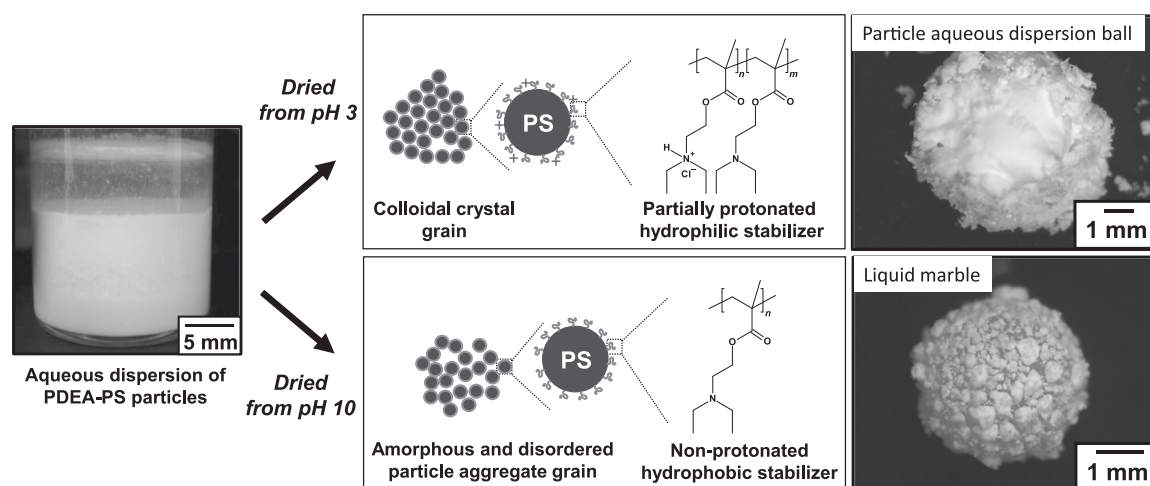 Dried
from pH 3
5 mm
Aqueous dispersion of
PDEA-PS particles
Dried
from pH 10
PS
Colloidal crystal
grain
n
m
O
O
O
O
H
N+
Cl−
N
Partially protonated
hydrophilic stabilizer
Particle aqueous dispersion ball
1 mm
PS
Amorphous and disordered
particle aggregate grain
n
O
O
N
Non-protonated
hydrophobic stabilizer
Liquid marble
1 mm